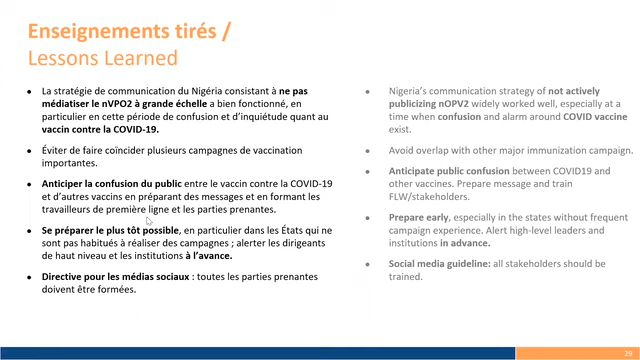 Enseignements tirés /
Lessons Learned
• La stratégie de communication du Nigéria consistant à ne pas
médiatiser le nVPO2 à grande échelle a bien fonctionné, en
particulier en cette période de confusion et d'inquiétude quant au
vaccin contre la COVID-19.
• Éviter de faire coïncider plusieurs campagnes de vaccination
importantes.
• Anticiper la confusion du public entre le vaccin contre la COVID-19
et d'autres vaccins en préparant des messages et en formant les
travailleurs de première ligne et les parties prenantes.
• Se préparer le plus tôt possible, en particulier dans les États qui ne
sont pas habitués à réaliser des campagnes ; alerter les dirigeants
de haut niveau et les institutions à l'avance.
• Directive pour les médias sociaux : toutes les parties prenantes
doivent être formées.
• Nigeria's communication strategy of not actively
publicizing nOPV2 widely worked well, especially at a
time when confusion and alarm around COVID vaccine
exist.
• Avoid overlap with other major immunization campaign.
• Anticipate public confusion between COVID19 and
other vaccines. Prepare message and train
FLW/stakeholders.
• Prepare early, especially in the states without frequent
campaign experience. Alert high-level leaders and
institutions in advance.
• Social media guideline: all stakeholders should be
trained.
29